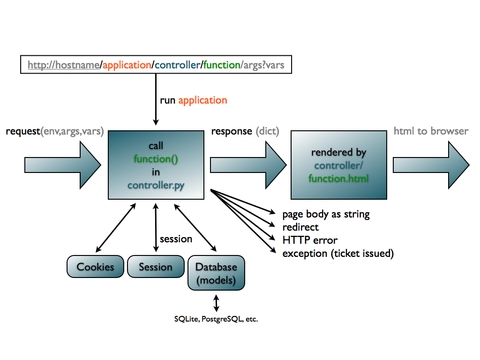 http://hostname/application/controller/function/args?vars
run application
request(env,args,vars)
call
function()
in
controller.py
response (dict)
rendered by
controller/
function.html
html to browser
page body as string
redirect
HTTP error
exception (ticket issued)
session
Cookies
Session
Database
(models)
SQLite, PostgreSQL, etc.